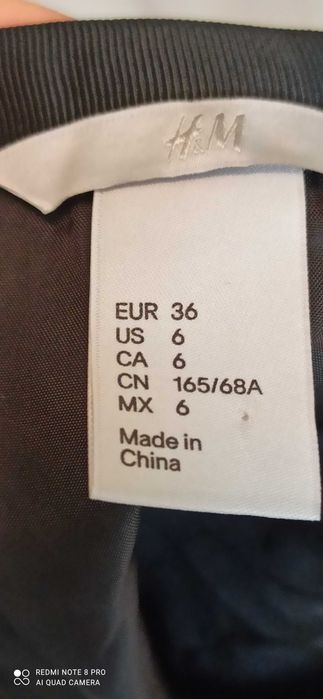 H&M
EUR 36
US 6
CA 6
CN 165/68A
MX 6
Made in
China
REDMI NOTE 8 PRO
AI QUAD CAMERA